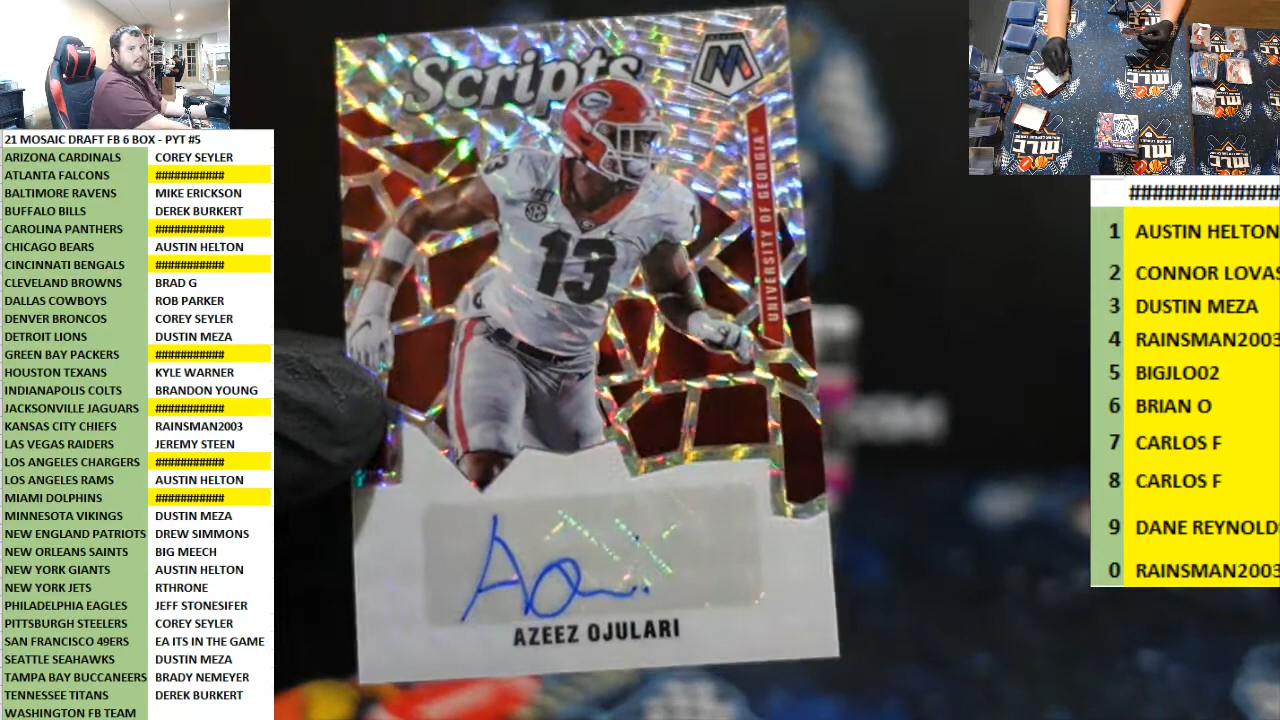 21 MOSAIC DRAFT FB 6 BOX - PYT #5
ARIZONA CARDINALS COREY SEYLER
ATLANTA FALCONS ###########
BALTIMORE RAVENS MIKE ERICKSON
BUFFALO BILLS DEREK BURKERT
CAROLINA PANTHERS ###########
CHICAGO BEARS AUSTIN HELTON
CINCINNATI BENGALS ###########
CLEVELAND BROWNS BRAD G
DALLAS COWBOYS ROB PARKER
DENVER BRONCOS COREY SEYLER
DETROIT LIONS DUSTIN MEZA
GREEN BAY PACKERS ###########
HOUSTON TEXANS KYLE WARNER
INDIANAPOLIS COLTS BRANDON YOUNG
JACKSONVILLE JAGUARS ###########
KANSAS CITY CHIEFS RAINSMAN2003
LAS VEGAS RAIDERS JEREMY STEEN
LOS ANGELES CHARGERS ###########
LOS ANGELES RAMS AUSTIN HELTON
MIAMI DOLPHINS ###########
MINNESOTA VIKINGS DUSTIN MEZA
NEW ENGLAND PATRIOTS DREW SIMMONS
NEW ORLEANS SAINTS BIG MEECH
NEW YORK GIANTS AUSTIN HELTON
NEW YORK JETS RTHRONE
PHILADELPHIA EAGLES JEFF STONESIFER
PITTSBURGH STEELERS COREY SEYLER
SAN FRANCISCO 49ERS EA ITS IN THE GAME
SEATTLE SEAHAWKS DUSTIN MEZA
TAMPA BAY BUCCANEERS BRADY NEMEYER
TENNESSEE TITANS DEREK BURKERT
WASHINGTON FB TEAM
Scripts
UNIVERSITY OF GEORGIA
13
13
AZEEZ OJULARI
##############
1 AUSTIN HELTON
2 CONNOR LOVAS
3 DUSTIN MEZA
4 RAINSMAN2003
5 BIGJLO02
6 BRIAN O
7 CARLOS F
8 CARLOS F
9 DANE REYNOLD
0 RAINSMAN2003